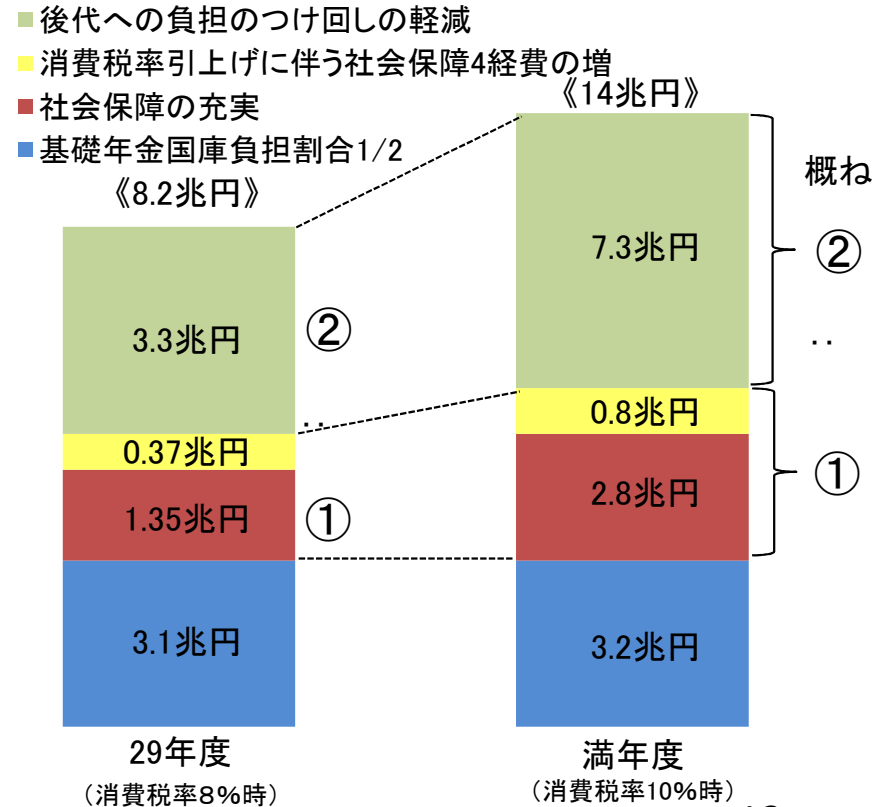 後代への負担のつけ回しの軽減
消費税率引上げに伴う社会保障4経費の増
社会保障の充実
基礎年金国庫負担割合1/2
《8.2兆円》
《14兆円》
概ね
3.3兆円
②
7.3兆円
②
‥
‥
0.37兆円
0.8兆円
1.35兆円
①
2.8兆円
①
3.1兆円
3.2兆円
29年度
(消費税率8%時)
満年度
(消費税率10%時)